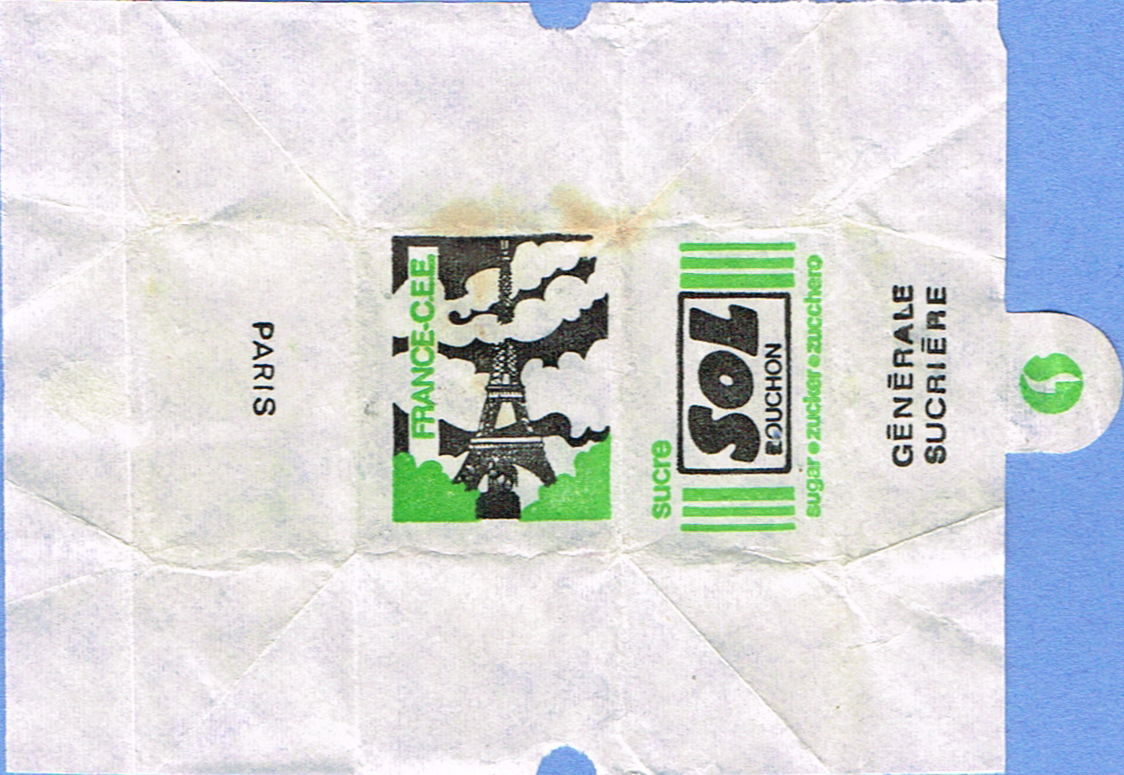 PARIS
FRANCE-C.E.E.
sucre
SOL
BOUCHON
sugar • zucker • zucchero
GÉNÉRALE
SUCRIÈRE